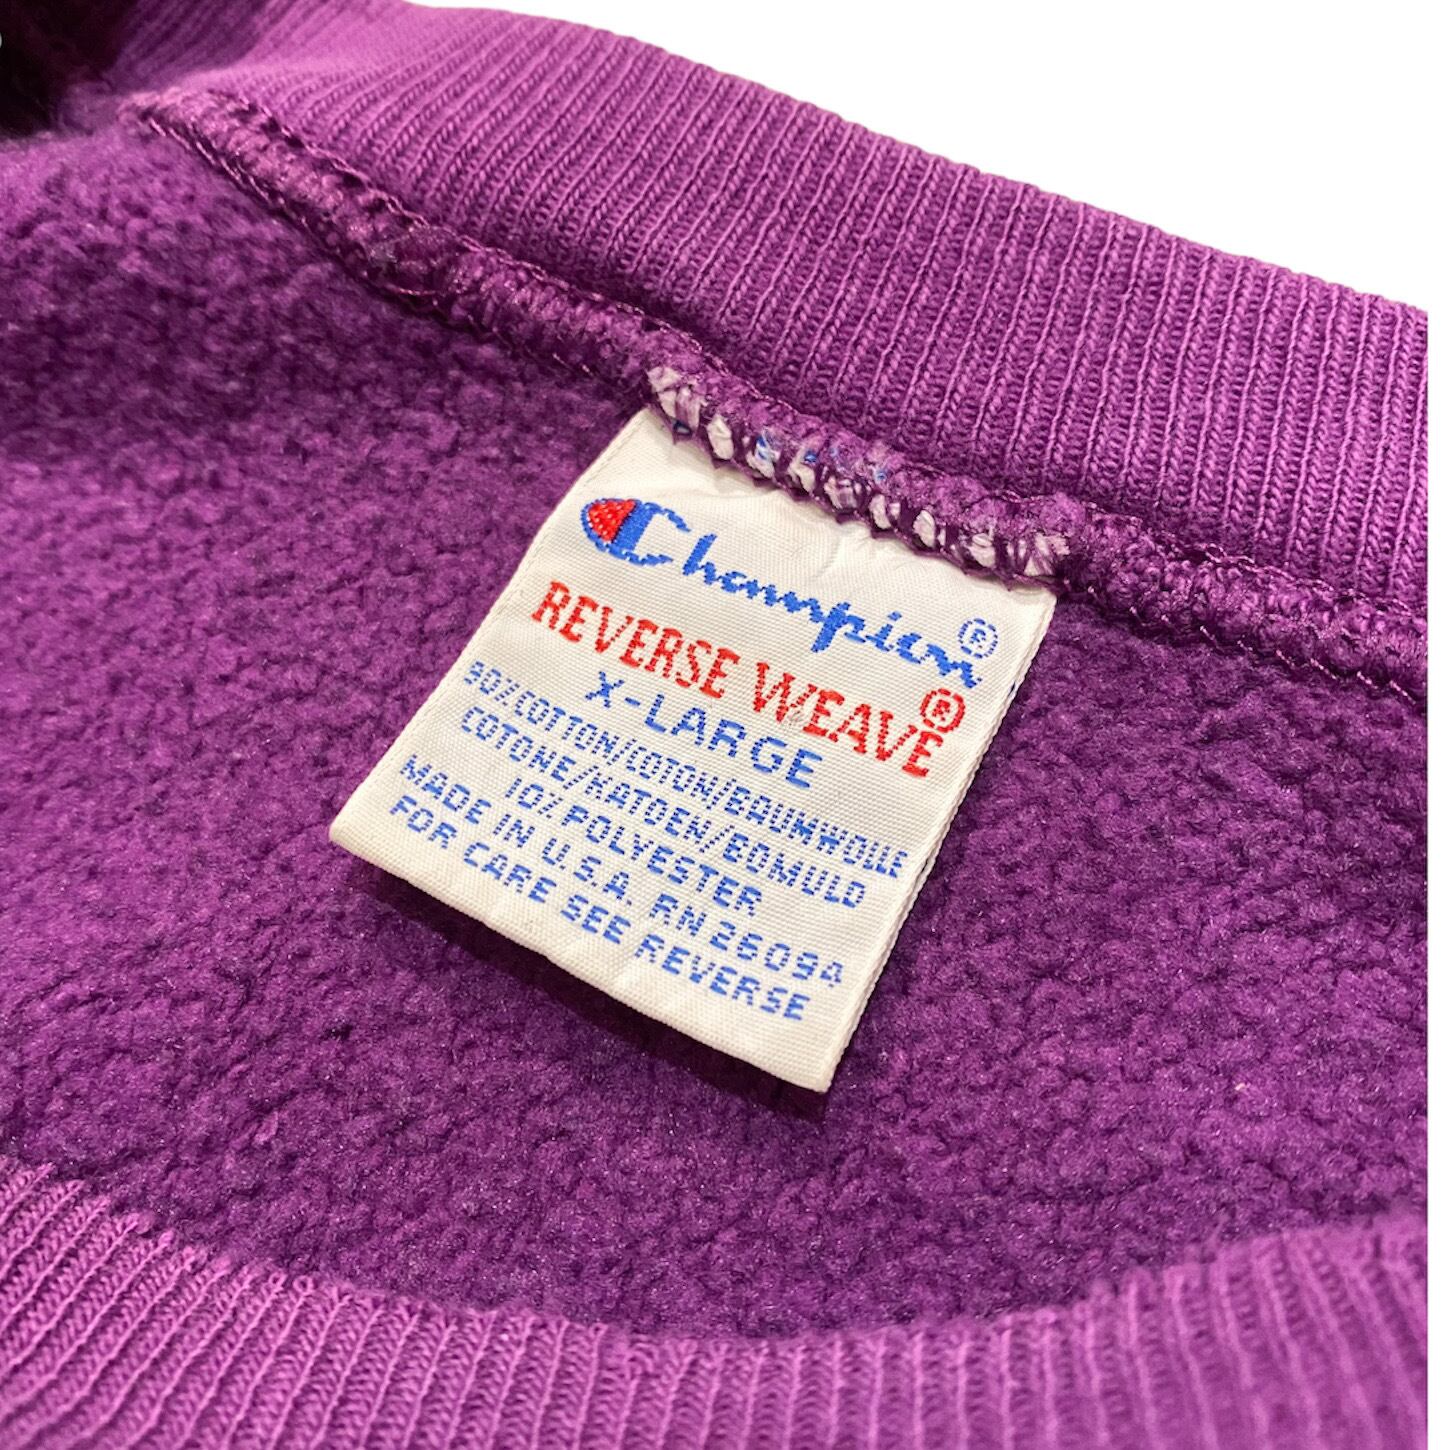 Champion®
REVERSE WEAVE®
X-LARGE
90% COTTON/COTON/BAUMWOLLE
COTONE/KATOEN/BOMULD
10% POLYESTER
MADE IN U.S.A. RN 26094
FOR CARE SEE REVERSE